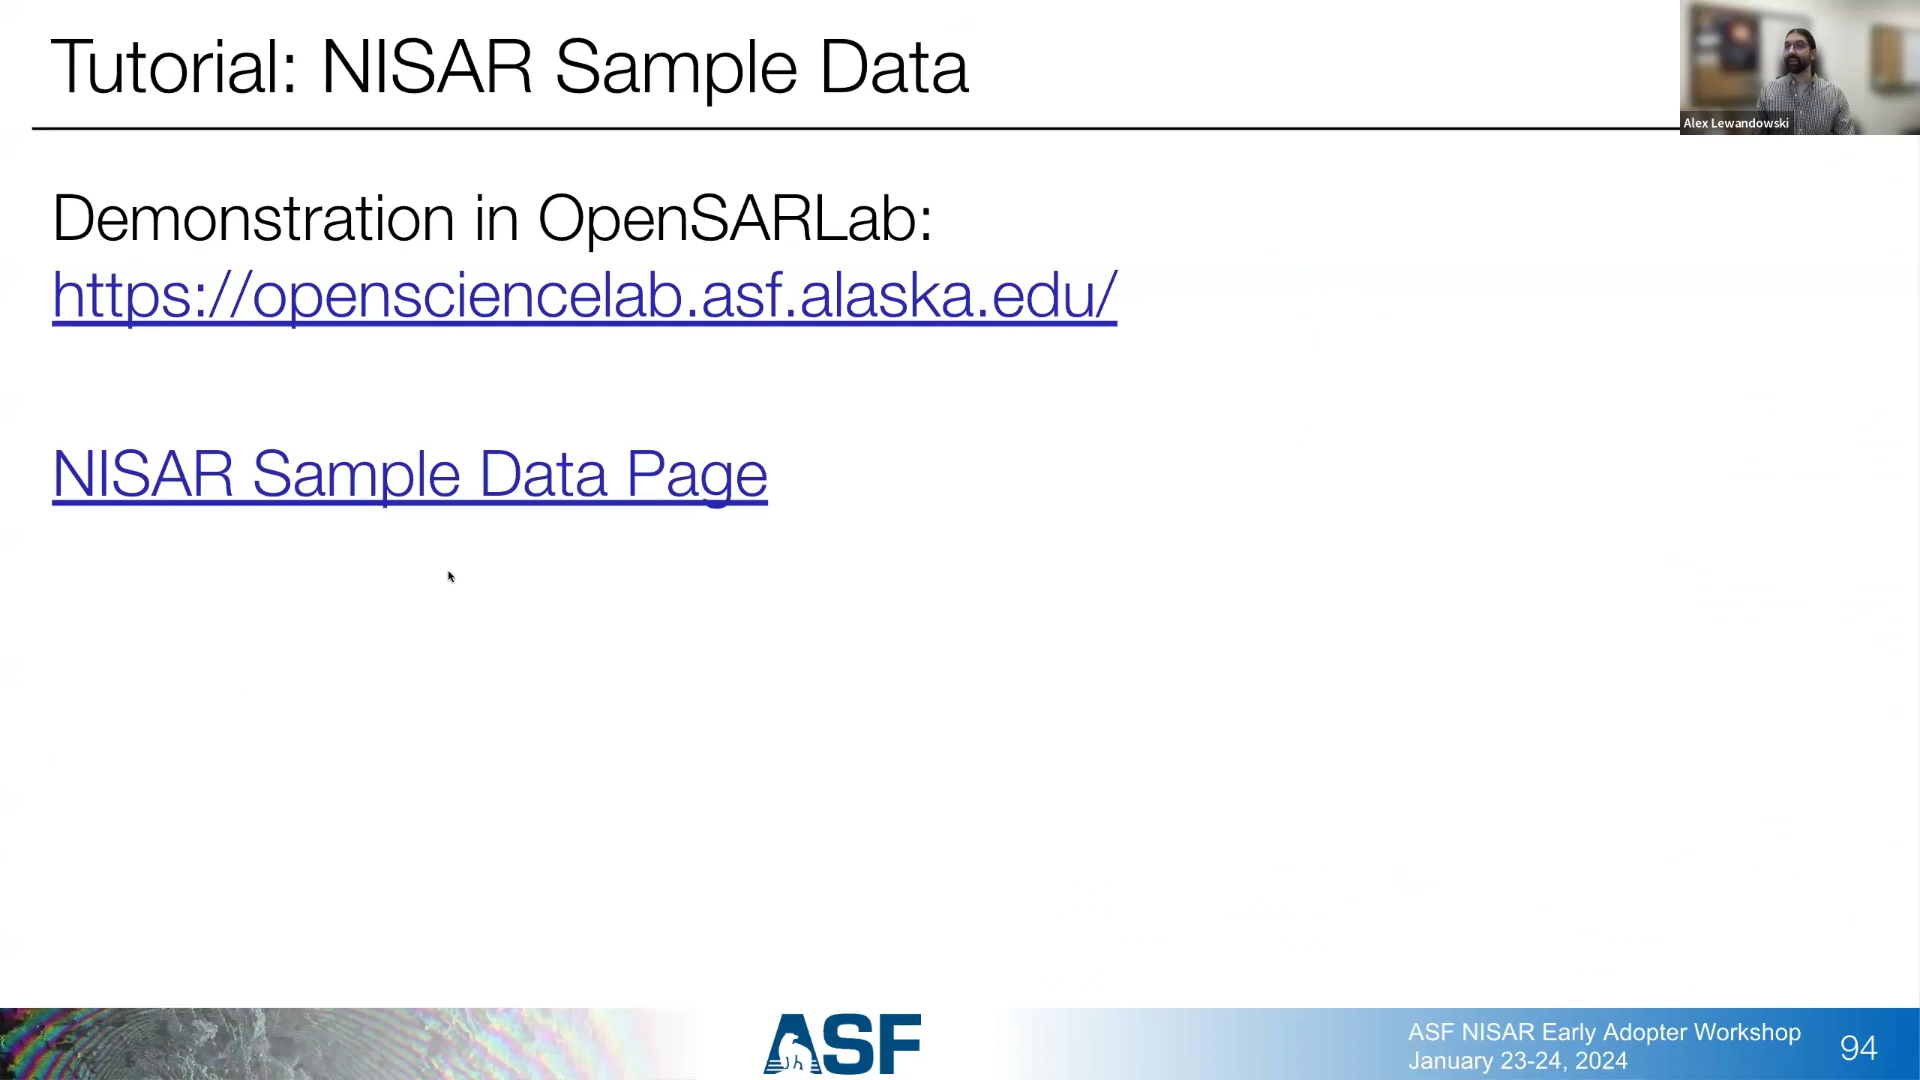 Tutorial: NISAR Sample Data
Alex Lewandowski
Demonstration in OpenSARLab:
https://opensciencelab.asf.alaska.edu/
NISAR Sample Data Page
ASF
ASF NISAR Early Adopter Workshop
January 23-24, 2024
94